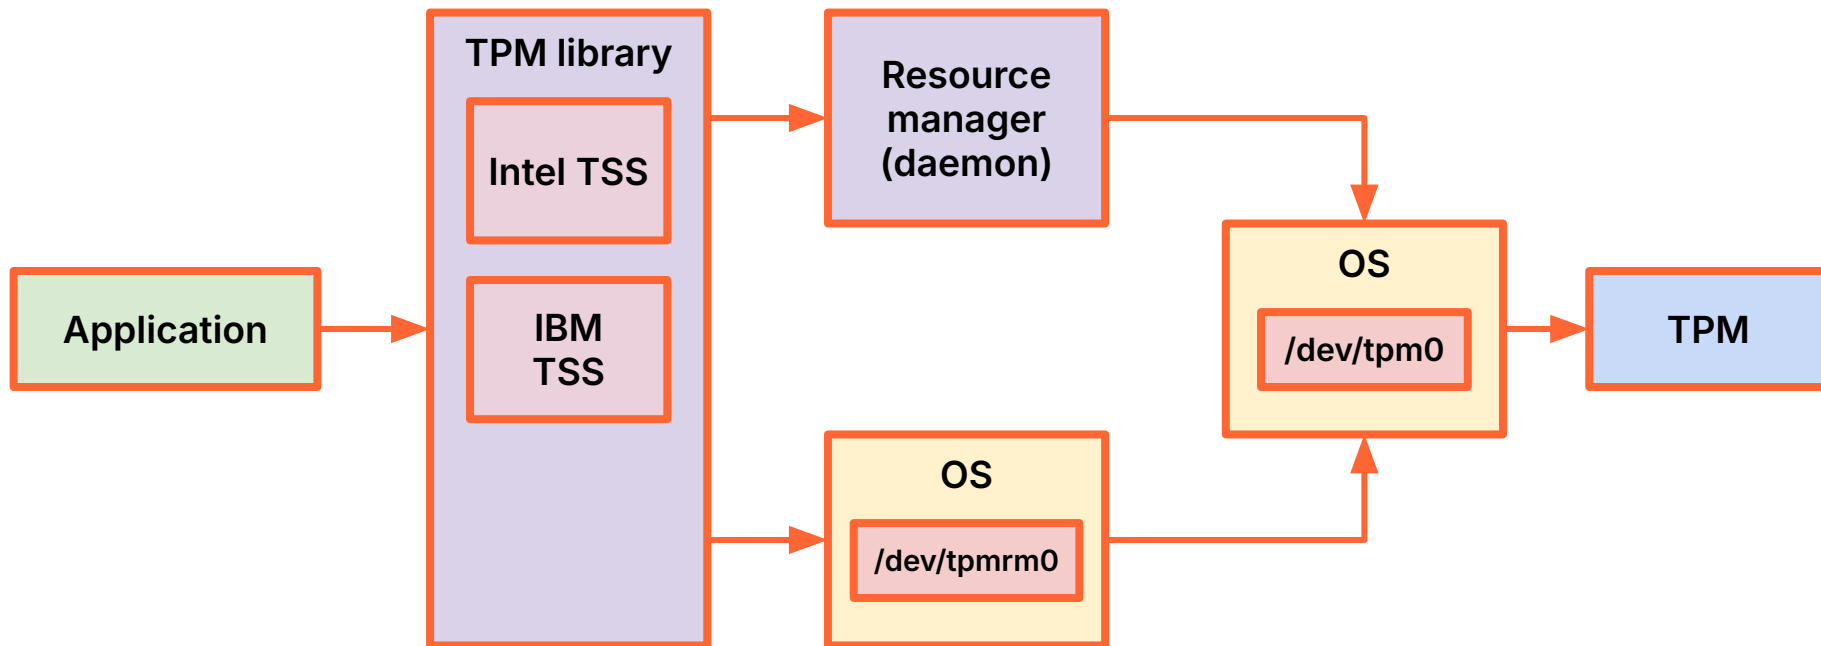 Application
TPM library
Intel TSS
IBM
TSS
Resource
manager
(daemon)
OS
/dev/tpmrm0
OS
/dev/tpm0
TPM